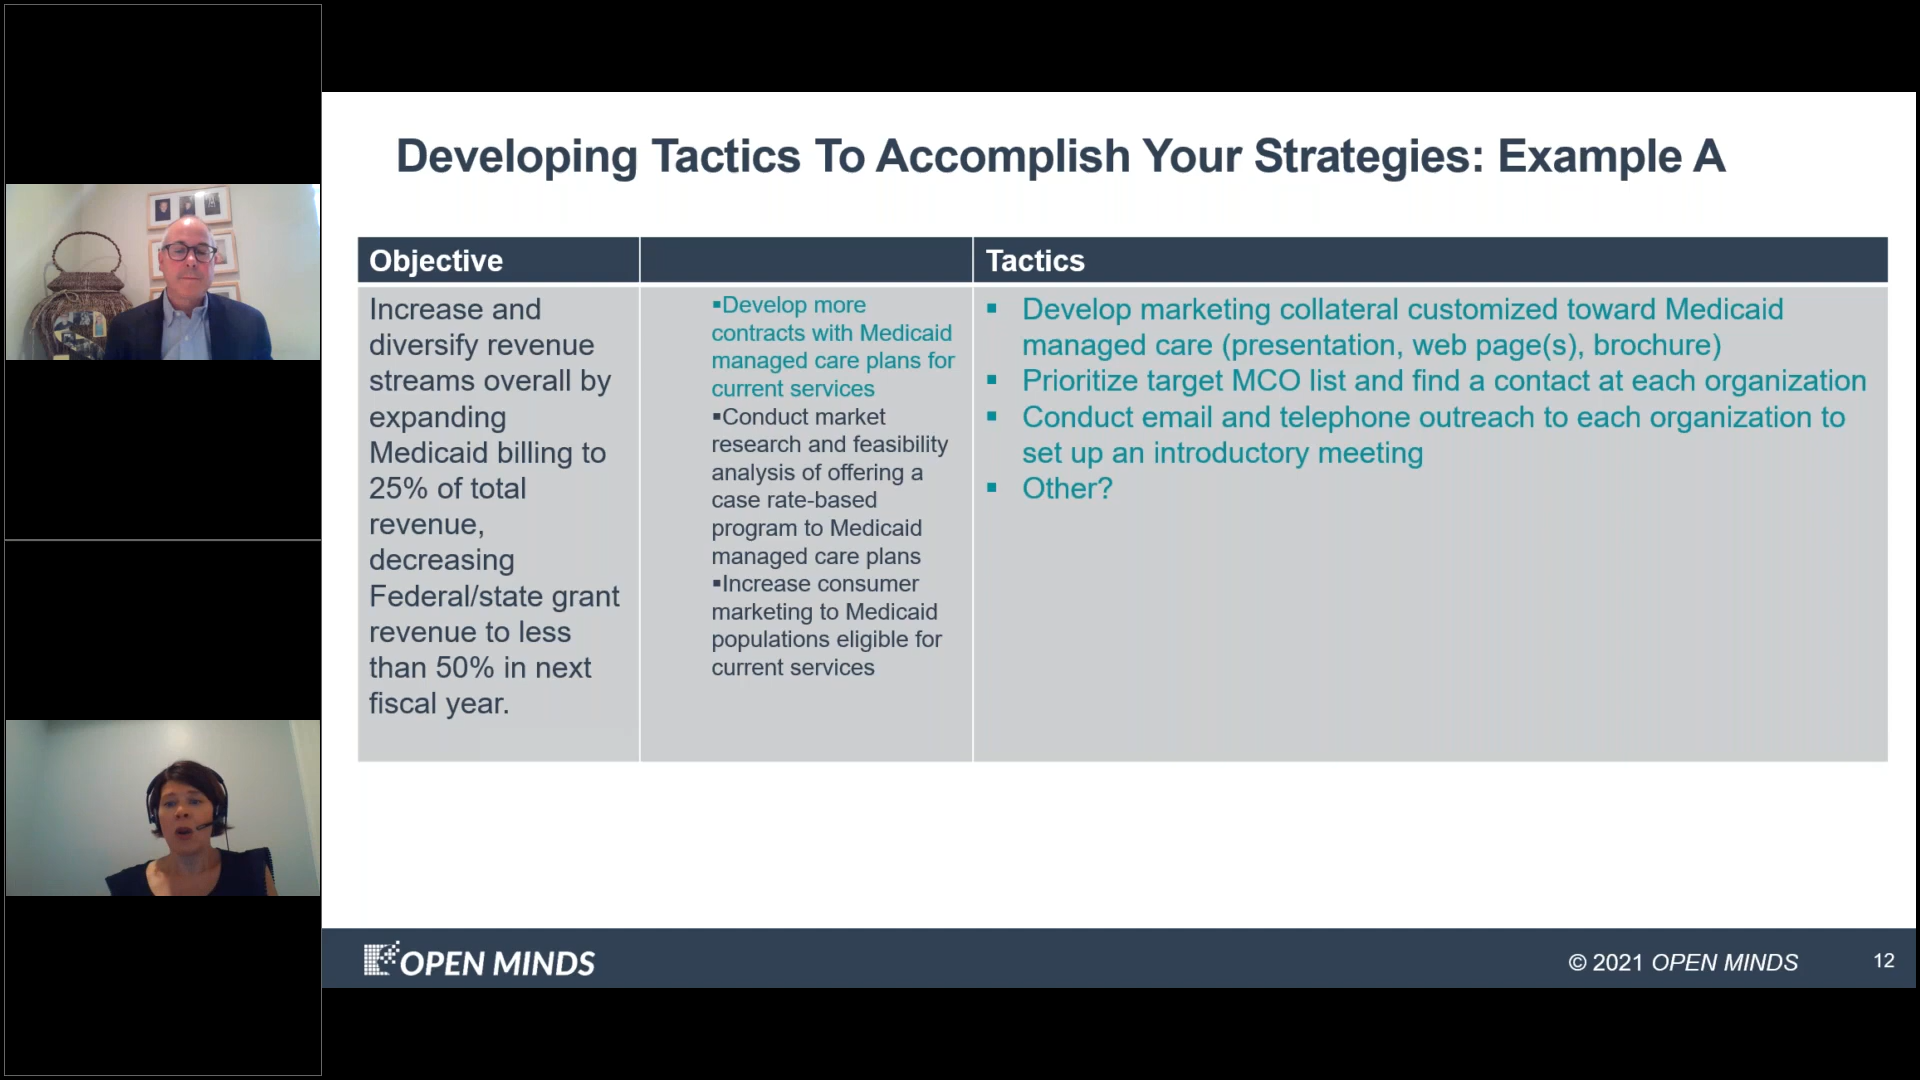 Developing Tactics To Accomplish Your Strategies: Example A
Objective
Tactics
Increase and
diversify revenue
streams overall by
expanding
Medicaid billing to
25% of total
revenue,
decreasing
Federal/state grant
revenue to less
than 50% in next
fiscal year.
▪Develop more
contracts with Medicaid
managed care plans for
current services
▪Conduct market
research and feasibility
analysis of offering a
case rate-based
program to Medicaid
managed care plans
▪Increase consumer
marketing to Medicaid
populations eligible for
current services
▪ Develop marketing collateral customized toward Medicaid
managed care (presentation, web page(s), brochure)
▪ Prioritize target MCO list and find a contact at each organization
▪ Conduct email and telephone outreach to each organization to
set up an introductory meeting
▪ Other?
OPEN MINDS
© 2021 OPEN MINDS
12